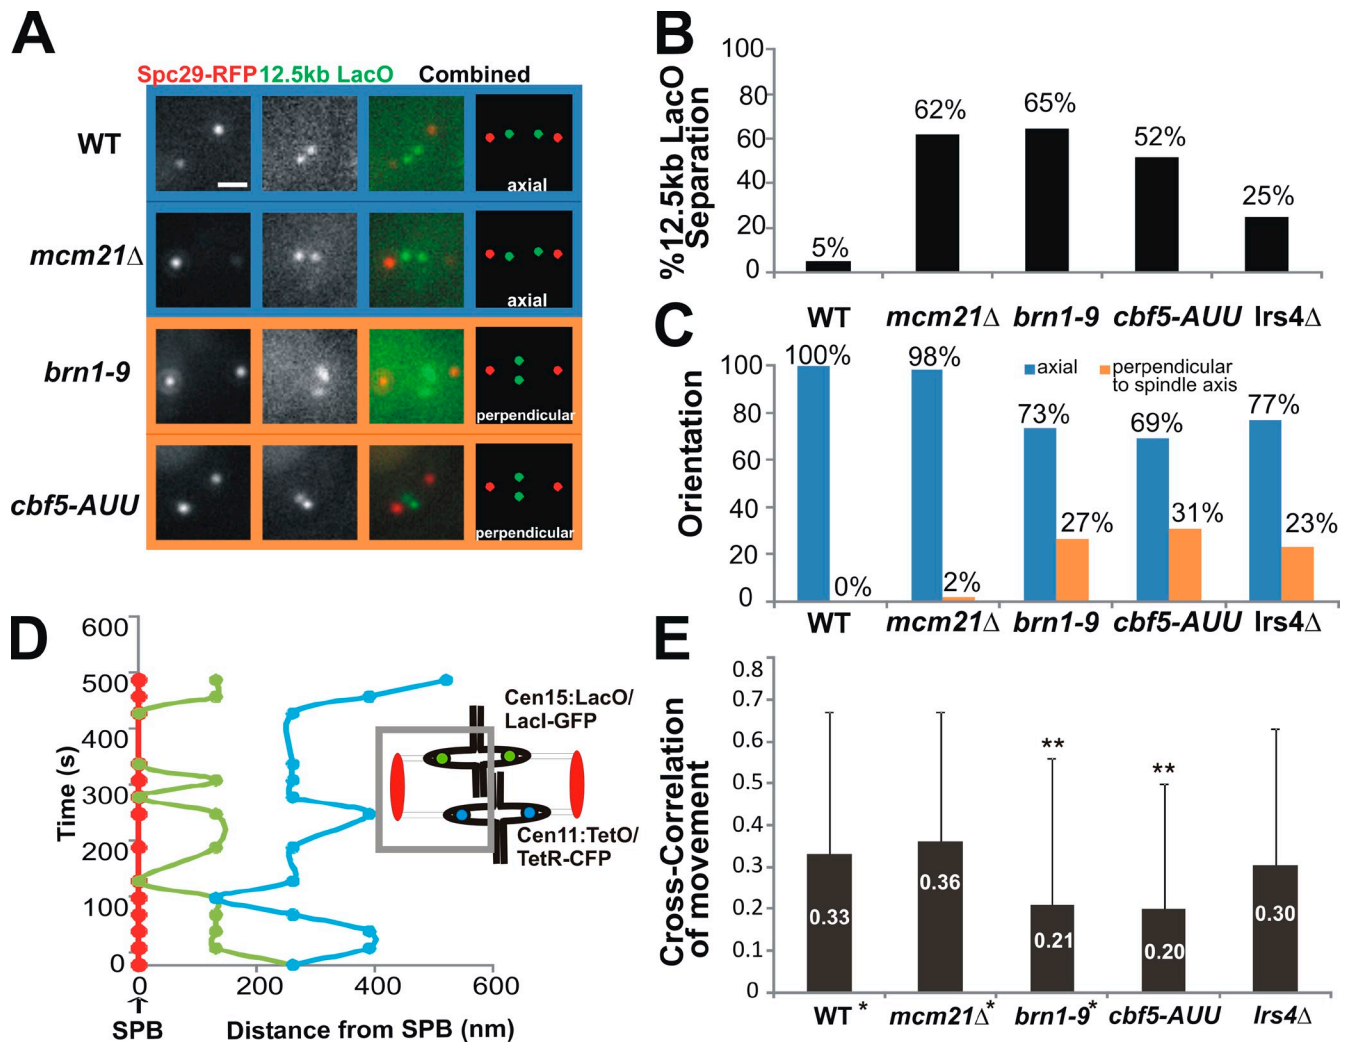 A
Spc29-RFP 12.5kb LacO Combined
WT
axial
mcm21Δ
axial
brn1-9
perpendicular
cbf5-AUU
perpendicular
B
%12.5kb LacO
Separation
100
80
60
40
20
0
5%
62%
65%
52%
25%
WT mcm21Δ brn1-9 cbf5-AUU lrs4Δ
C
Orientation
100
80
60
40
20
0
axial
perpendicular
to spindle axis
100%
0%
98%
2%
73%
27%
69%
31%
77%
23%
WT mcm21Δ brn1-9 cbf5-AUU lrs4Δ
D
Time (s)
600
500
400
300
200
100
0
0 200 400 600
SPB
Distance from SPB (nm)
Cen15:LacO/
LacI-GFP
Cen11:TetO/
TetR-CFP
E
Cross-Correlation
of movement
0.8
0.7
0.6
0.5
0.4
0.3
0.2
0.1
0
0.33
0.36
**
0.21
**
0.20
0.30
WT * mcm21Δ* brn1-9* cbf5-AUU lrs4Δ